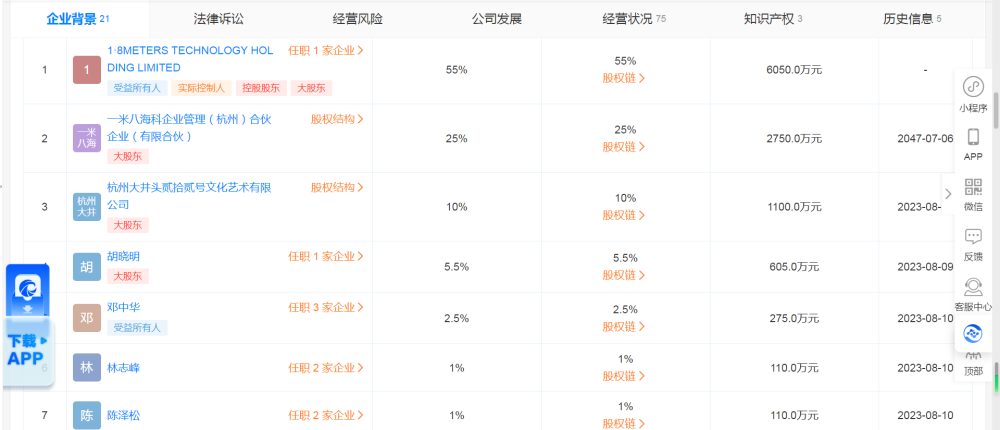 企业背景 21 法律诉讼 经营风险 公司发展 经营状况 75 知识产权 3 历史信息 5
1 1 1·8METERS TECHNOLOGY HOL 任职 1 家企业
DING LIMITED
受益所有人 实际控制人 控股股东 大股东
55% 55% 6050.0万元 -
股权链
小程序
2 一米 一米八海科企业管理（杭州）合伙 股权结构
八海 企业（有限合伙）
大股东
25% 25% 2750.0万元 2047-07-06
股权链
APP
3 杭州 杭州大井头贰拾贰号文化艺术有限 股权结构
大井 公司
大股东
10% 10% 1100.0万元 2023-08-
股权链
微信
胡 胡晓明 任职 1 家企业
大股东
5.5% 5.5% 605.0万元 2023-08-09
股权链
反馈
邓 邓中华 任职 3 家企业
受益所有人
2.5% 2.5% 275.0万元 2023-08-10
股权链
客服中心
下载
APP
6 林 林志峰 任职 2 家企业 1% 1% 110.0万元 2023-08-10
股权链
顶部
7 陈 陈泽松 任职 2 家企业 1% 1% 110.0万元 2023-08-10
股权链